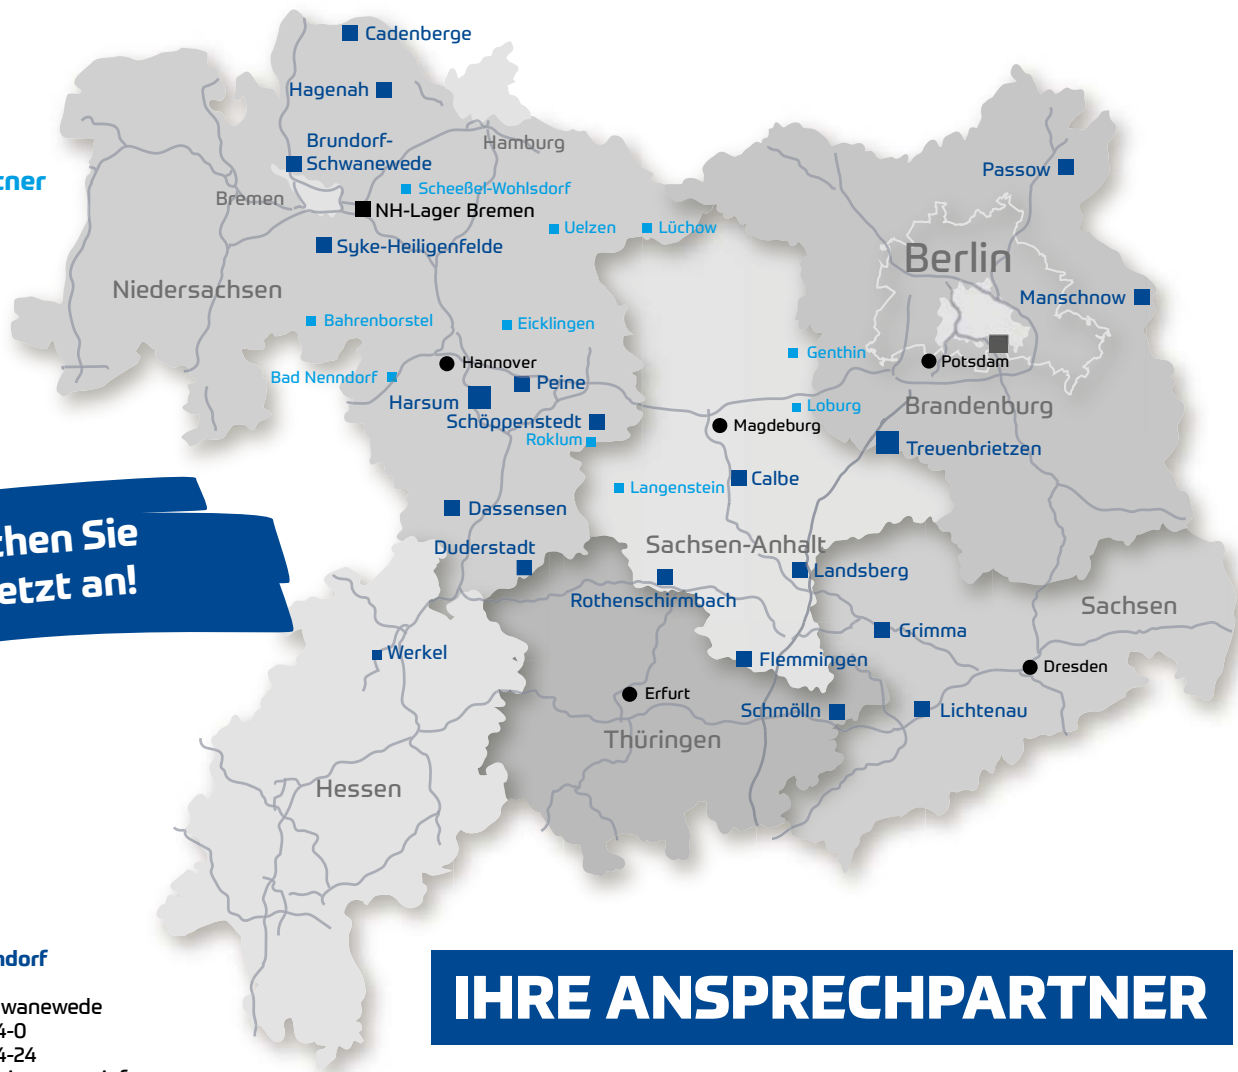 Cadenberge
Hagenah
Brundorf-
Schwanewede
Hamburg
Passow
Scheeßel-Wohlsdorf
Bremen
NH-Lager Bremen
Uelzen
Lüchow
Syke-Heiligenfelde
Berlin
Niedersachsen
Manschnow
Bahrenborstel
Eicklingen
Hannover
Genthin
Potsdam
Bad Nenndorf
Peine
Harsum
Loburg
Brandenburg
Schöppenstedt
Magdeburg
Roklum
Treuenbrietzen
Calbe
Langenstein
Dassensen
chen Sie
etzt an!
Duderstadt
Sachsen-Anhalt
Landsberg
Rothenschirmbach
Sachsen
Grimma
Werkel
Flemmingen
Dresden
Erfurt
Schmölln
Lichtenau
Thüringen
Hessen
ndorf
wanewede
4-0
4-24
IHRE ANSPRECHPARTNER